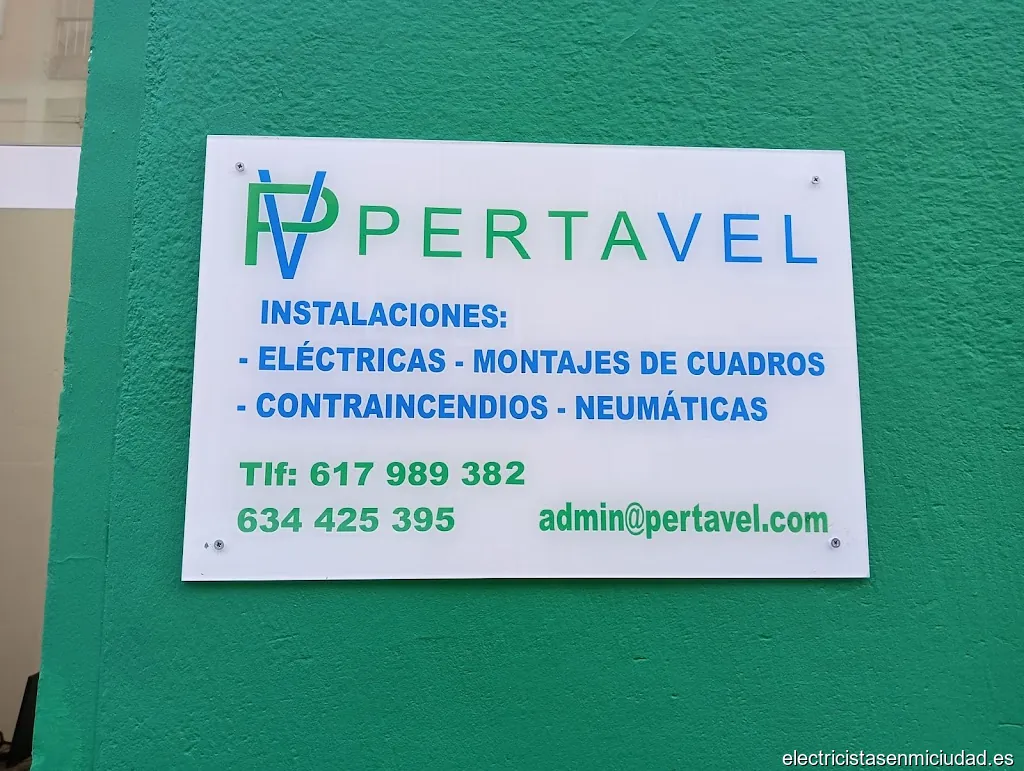 PV PERTAVEL
INSTALACIONES:
- ELÉCTRICAS - MONTAJES DE CUADROS
- CONTRAINCENDIOS - NEUMÁTICAS
Tlf: 617 989 382
634 425 395 admin@pertavel.com
electricistasenmiciudad.es